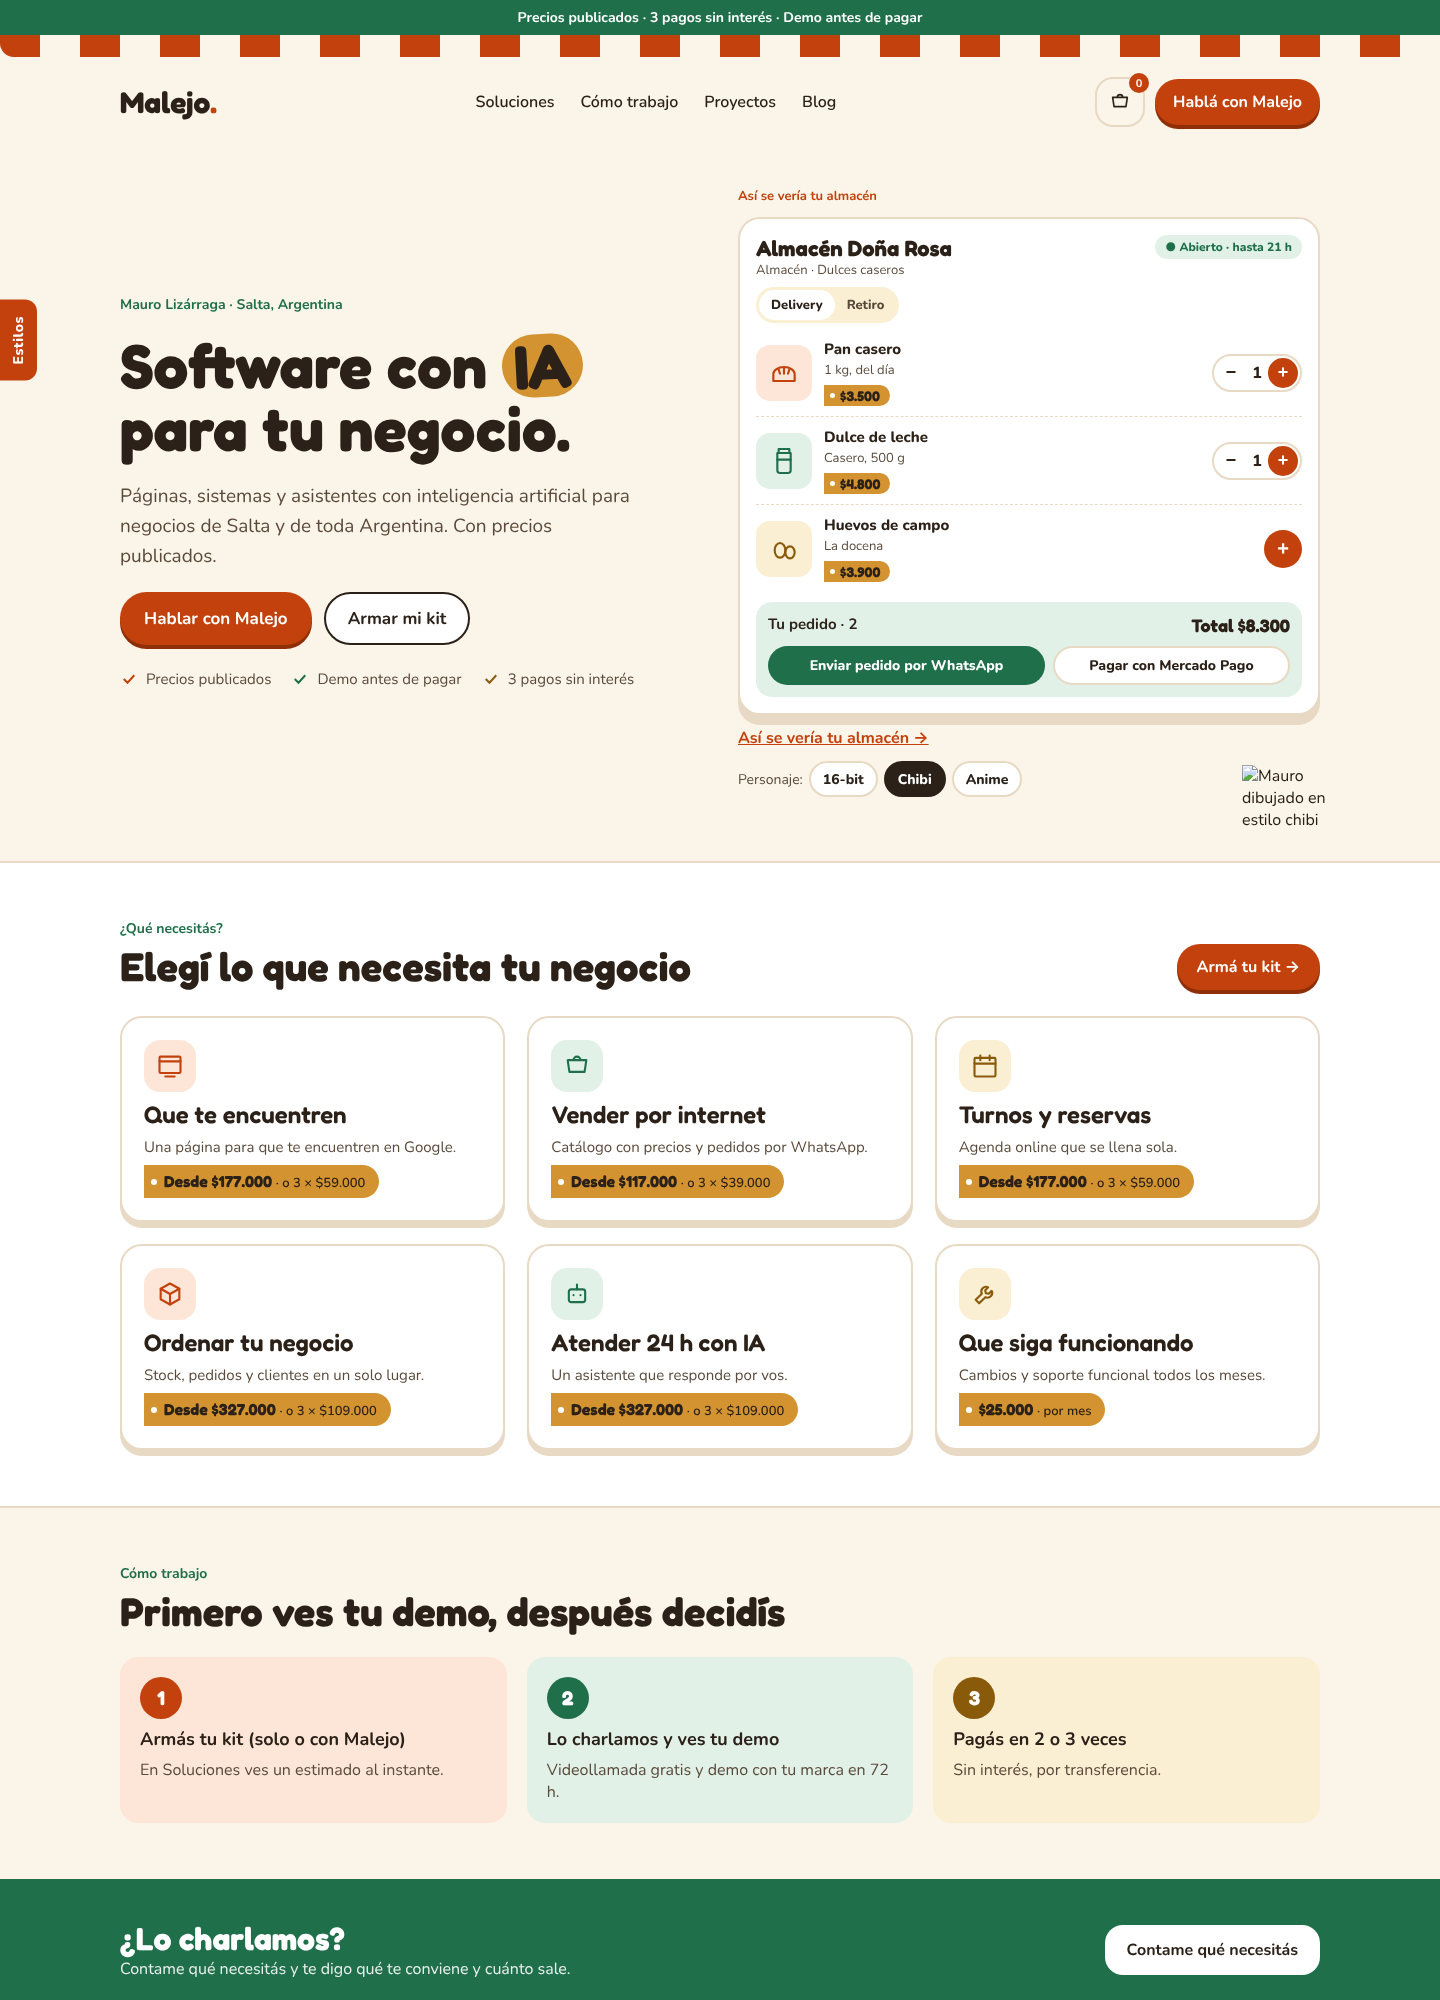 Precios publicados · 3 pagos sin interés · Demo antes de pagar
Malejo.
Soluciones
Cómo trabajo
Proyectos
Blog
0
Hablá con Malejo
Estilos
Mauro Lizárraga · Salta, Argentina
Software con IA
para tu negocio.
Páginas, sistemas y asistentes con inteligencia artificial para
negocios de Salta y de toda Argentina. Con precios
publicados.
Hablar con Malejo
Armar mi kit
Precios publicados
Demo antes de pagar
3 pagos sin interés
Así se vería tu almacén
Almacén Doña Rosa
Abierto · hasta 21 h
Almacén · Dulces caseros
Delivery
Retiro
Pan casero
1 kg, del día
$3.500
− 1 +
Dulce de leche
Casero, 500 g
$4.800
− 1 +
Huevos de campo
La docena
$3.900
+
Tu pedido · 2
Total $8.300
Enviar pedido por WhatsApp
Pagar con Mercado Pago
Así se vería tu almacén →
Personaje:
16-bit
Chibi
Anime
Mauro
dibujado en
estilo chibi
¿Qué necesitás?
Elegí lo que necesita tu negocio
Armá tu kit →
Que te encuentren
Una página para que te encuentren en Google.
Desde $177.000 · o 3 × $59.000
Vender por internet
Catálogo con precios y pedidos por WhatsApp.
Desde $117.000 · o 3 × $39.000
Turnos y reservas
Agenda online que se llena sola.
Desde $177.000 · o 3 × $59.000
Ordenar tu negocio
Stock, pedidos y clientes en un solo lugar.
Desde $327.000 · o 3 × $109.000
Atender 24 h con IA
Un asistente que responde por vos.
Desde $327.000 · o 3 × $109.000
Que siga funcionando
Cambios y soporte funcional todos los meses.
$25.000 · por mes
Cómo trabajo
Primero ves tu demo, después decidís
1
Armás tu kit (solo o con Malejo)
En Soluciones ves un estimado al instante.
2
Lo charlamos y ves tu demo
Videollamada gratis y demo con tu marca en 72
h.
3
Pagás en 2 o 3 veces
Sin interés, por transferencia.
¿Lo charlamos?
Contame qué necesitás y te digo qué te conviene y cuánto sale.
Contame qué necesitás